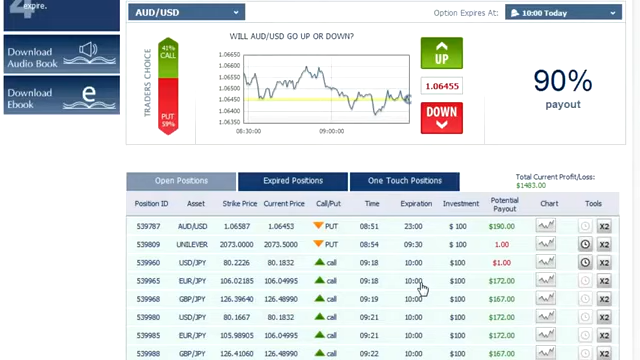 4
expire.
Download
Audio Book
Download
Ebook
e
AUD/USD
Option Expires At:
10:00 Today
TRADERS CHOICE
41%
CALL
PUT
59%
WILL AUD/USD GO UP OR DOWN?
1.06650
1.06600
1.06550
1.06500
1.06450
1.06400
1.06350
08:30:00 09:00:00
UP
1.06455
DOWN
90%
payout
Open Positions Expired Positions One Touch Positions
Total Current Profit/Loss:
$1483.00
Position ID Asset Strike Price Current Price Call/Put Time Expiration Investment Potential Payout Chart Tools
539787 AUD/USD 1.06587 1.06453 PUT 08:51 23:00 $ 100 $190.00 X2
539809 UNILEVER 2073.0000 2073.5000 PUT 08:54 09:30 $ 100 1.00 X2
539960 USD/JPY 80.2226 80.1832 call 09:18 10:00 $ 100 $1.00 X2
539965 EUR/JPY 106.02185 106.04995 call 09:18 10:00 $ 100 $172.00 X2
539968 GBP/JPY 126.39640 126.48990 call 09:19 10:00 $ 100 $167.00 X2
539980 USD/JPY 80.1667 80.1832 call 09:21 10:00 $ 100 $172.00 X2
539985 EUR/JPY 105.98905 106.04995 call 09:21 10:00 $ 100 $172.00 X2
539988 GBP/JPY 126.41060 126.48990 call 09:22 10:00 $ 100 $167.00 X2